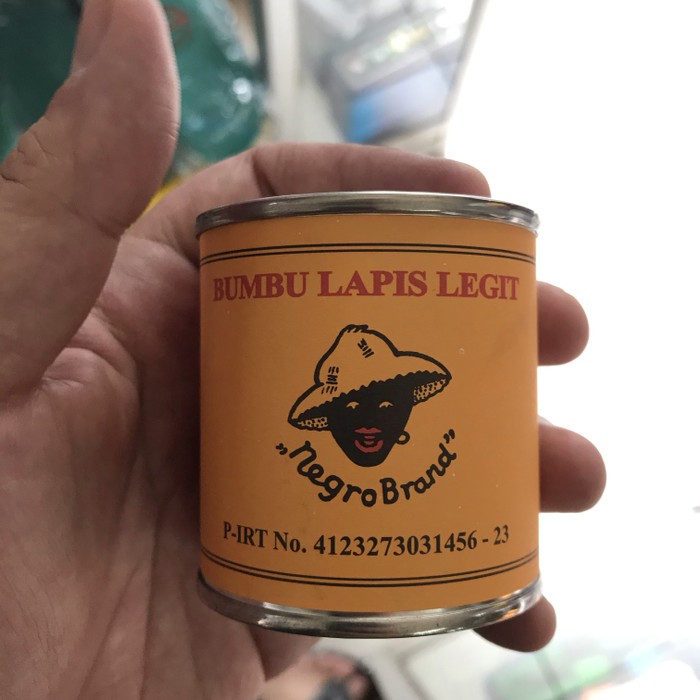 BUMBU LAPIS LEGIT
„Negro Brand”
P-IRT No. 4123273031456 - 23